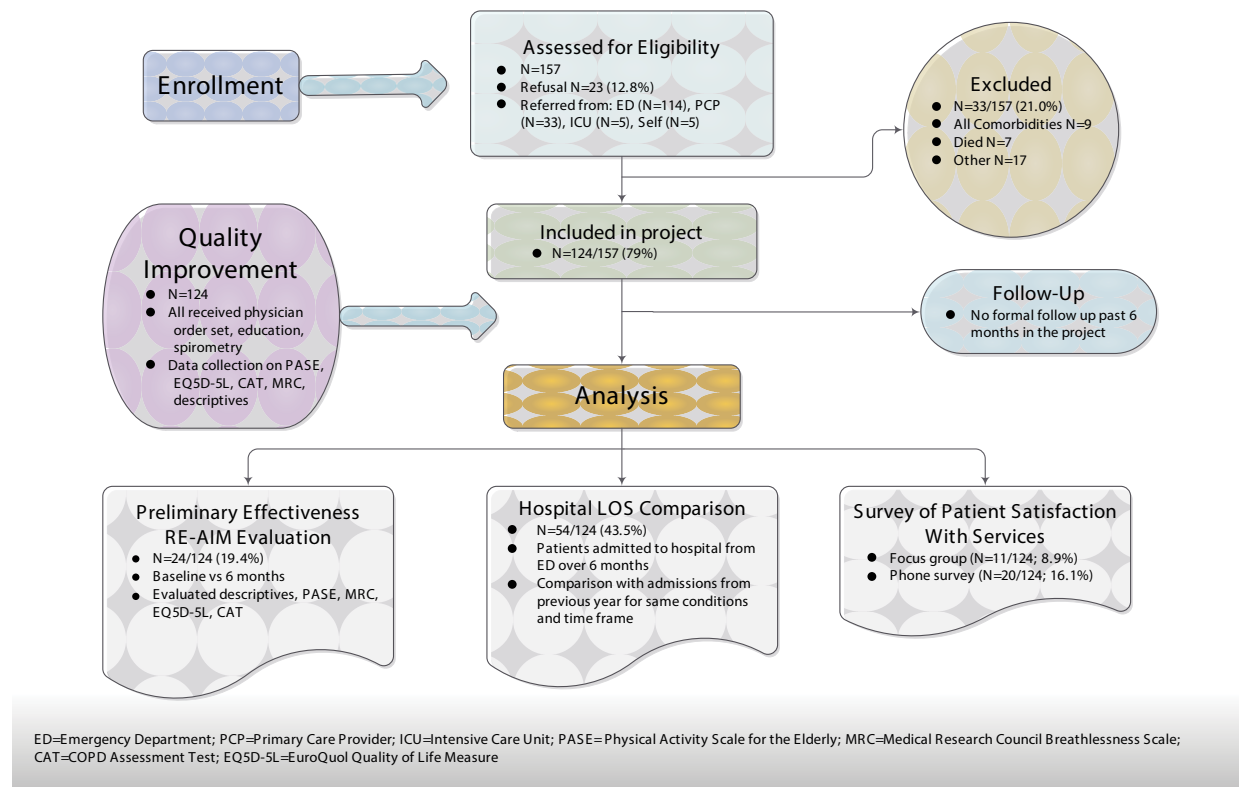 Enrollment
Assessed for Eligibility
● N=157
● Refusal N=23 (12.8%)
● Referred from: ED (N=114), PCP
(N=33), ICU (N=5), Self (N=5)
Excluded
● N=33/157 (21.0%)
● All Comorbidities N=9
● Died N=7
● Other N=17
Quality
Improvement
● N=124
● All received physician
order set, education,
spirometry
● Data collection on PASE,
EQ5D-5L, CAT, MRC,
descriptives
Included in project
● N=124/157 (79%)
Follow-Up
● No formal follow up past 6
months in the project
Analysis
Preliminary Effectiveness
RE-AIM Evaluation
● N=24/124 (19.4%)
● Baseline vs 6 months
● Evaluated descriptives, PASE, MRC,
EQ5D-5L, CAT
Hospital LOS Comparison
● N=54/124 (43.5%)
● Patients admitted to hospital from
ED over 6 months
● Comparison with admissions from
previous year for same conditions
and time frame
Survey of Patient Satisfaction
With Services
● Focus group (N=11/124; 8.9%)
● Phone survey (N=20/124; 16.1%)
ED=Emergency Department; PCP=Primary Care Provider; ICU=Intensive Care Unit; PASE= Physical Activity Scale for the Elderly; MRC=Medical Research Council Breathlessness Scale;
CAT=COPD Assessment Test; EQ5D-5L=EuroQuol Quality of Life Measure